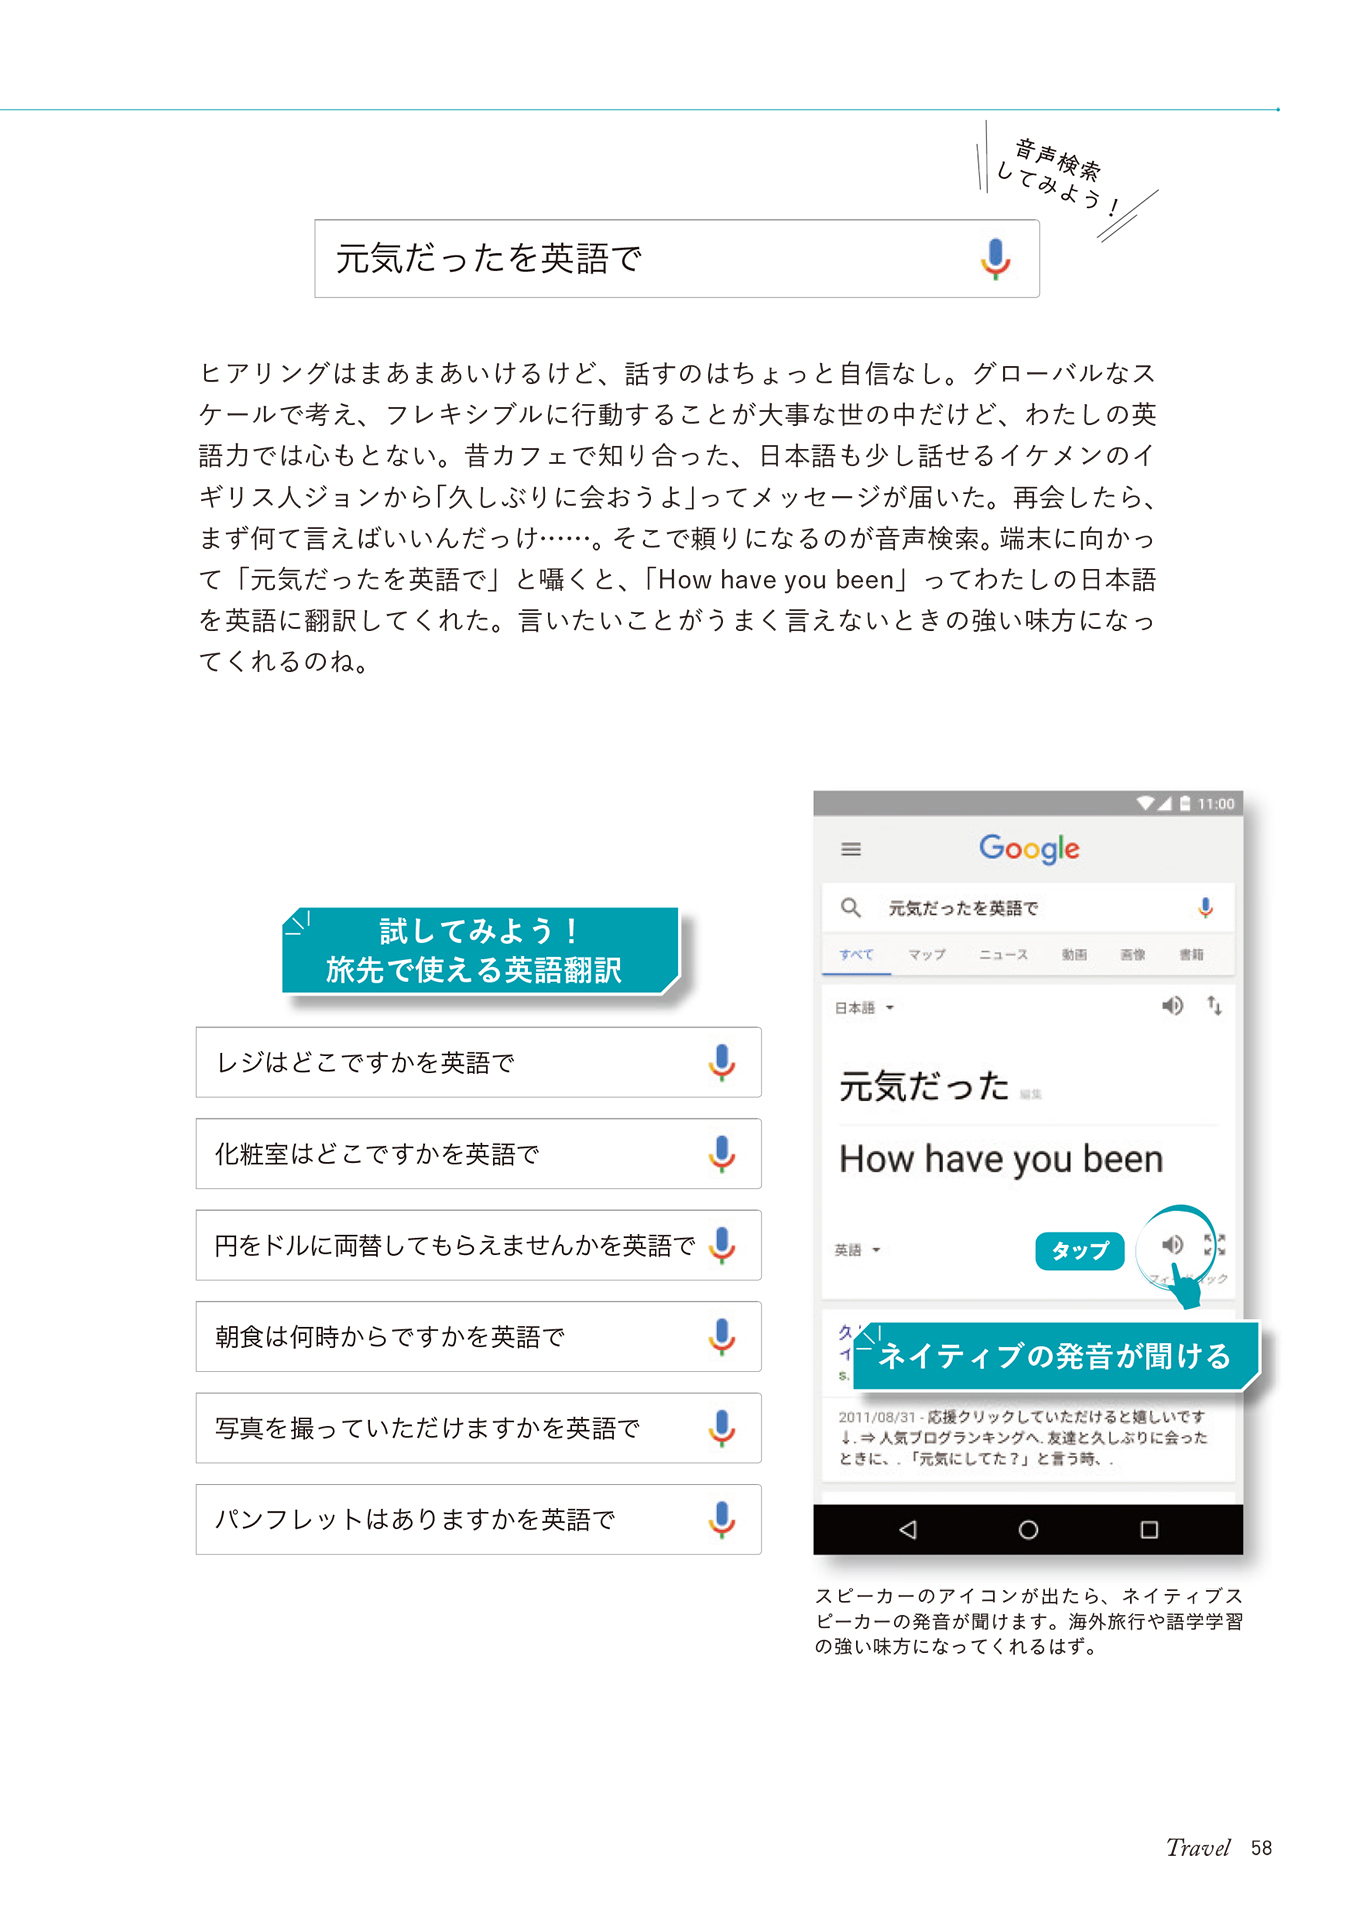 音声検索
してみよう！
元気だったを英語で
ヒアリングはまあまあいけるけど、話すのはちょっと自信なし。グローバルなス
ケールで考え、フレキシブルに行動することが大事な世の中だけど、わたしの英
語力では心もとない。昔カフェで知り合った、日本語も少し話せるイケメンのイ
ギリス人ジョンから「久しぶりに会おうよ」ってメッセージが届いた。再会したら、
まず何て言えばいいんだっけ……。そこで頼りになるのが音声検索。端末に向かっ
て「元気だったを英語で」と囁くと、「How have you been」ってわたしの日本語
を英語に翻訳してくれた。言いたいことがうまく言えないときの強い味方になっ
てくれるのね。
試してみよう！
旅先で使える英語翻訳
レジはどこですかを英語で
化粧室はどこですかを英語で
円をドルに両替してもらえませんかを英語で
朝食は何時からですかを英語で
写真を撮っていただけますかを英語で
パンフレットはありますかを英語で
11:00
Google
元気だったを英語で
すべて マップ ニュース 動画 画像 書籍
日本語
元気だった 編集
How have you been
英語
タップ
ネイティブの発音が聞ける
2011/08/31 - 応援クリックしていただけると嬉しいです
↓. ⇒ 人気ブログランキングへ. 友達と久しぶりに会った
ときに、. 「元気にしてた？」と言う時、.
スピーカーのアイコンが出たら、ネイティブス
ピーカーの発音が聞けます。海外旅行や語学学習
の強い味方になってくれるはず。
Travel 58